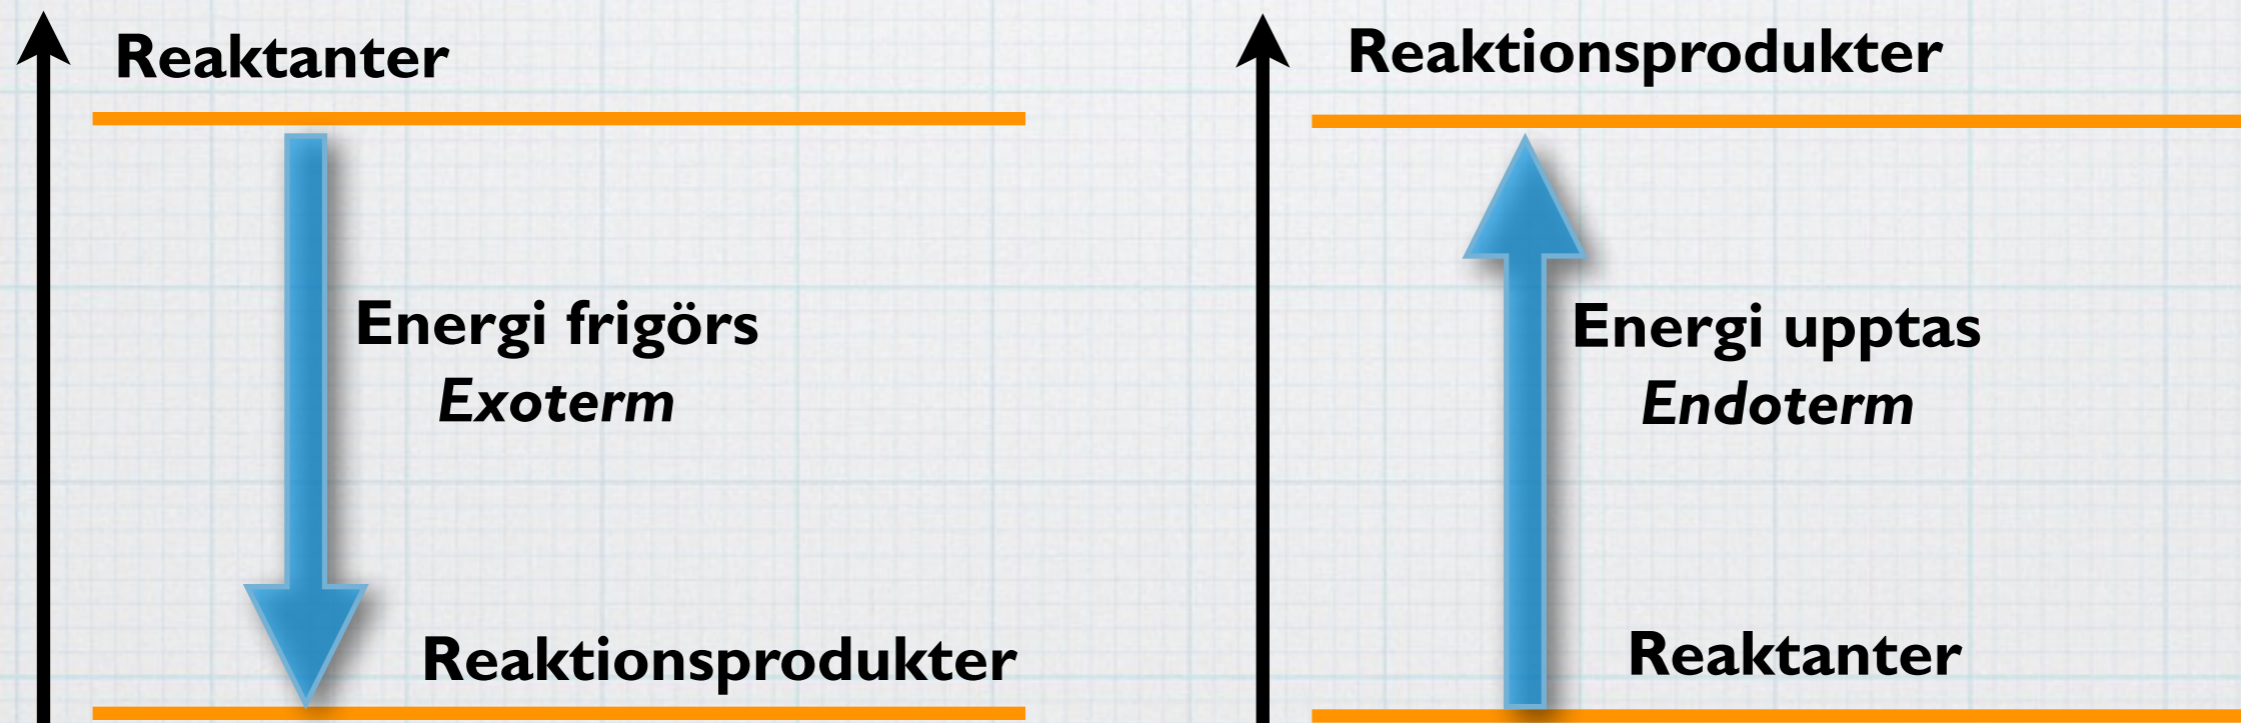 Reaktanter
Energi frigörs
Exoterm
Reaktionsprodukter
Reaktionsprodukter
Energi upptas
Endoterm
Reaktanter